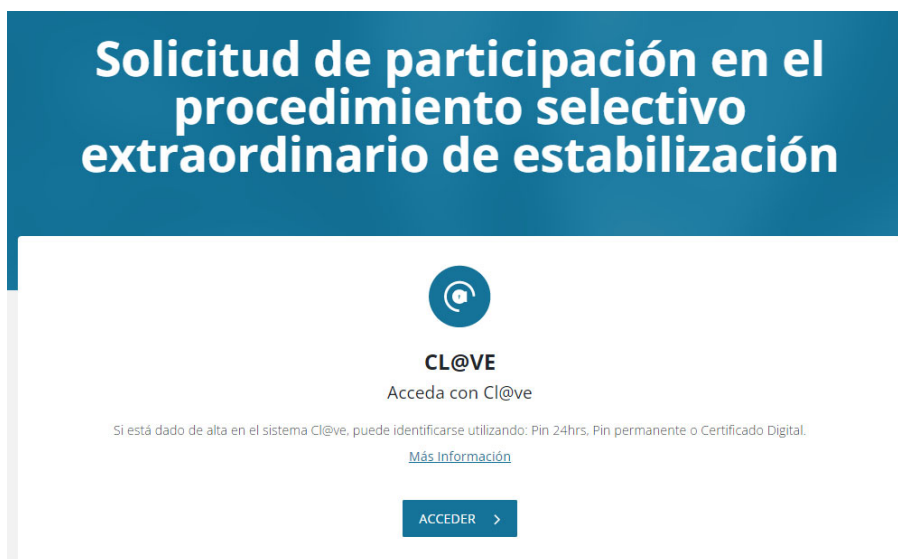 Solicitud de participación en el
procedimiento selectivo
extraordinario de estabilización
CL@VE
Acceda con Cl@ve
Si está dado de alta en el sistema Cl@ve, puede identificarse utilizando: Pin 24hrs, Pin permanente o Certificado Digital.
Más Información
ACCEDER